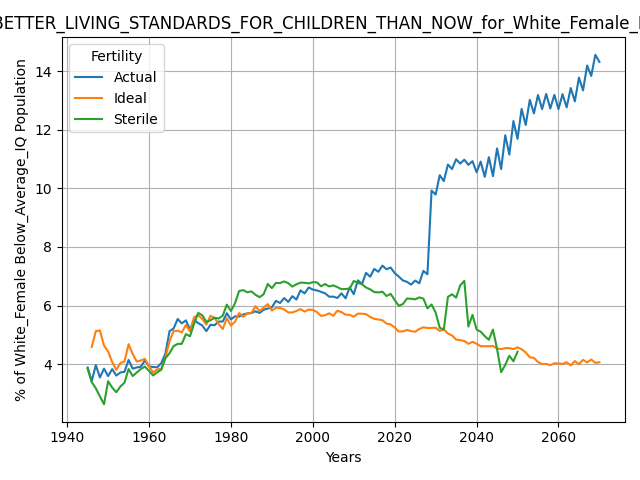 BETTER_LIVING_STANDARDS_FOR_CHILDREN_THAN_NOW_for_White_Female_
% of White_Female Below_Average_IQ Population
Fertility
Actual
Ideal
Sterile
14
12
10
8
6
4
1940 1960 1980 2000 2020 2040 2060
Years